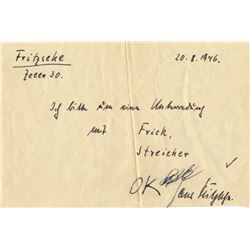 Fritzsche
Zelle 30.
20.8.1946.
Ich bitte um eine Unterredung
mit Frick,
Streicher
OK
Hans Fritzsche.